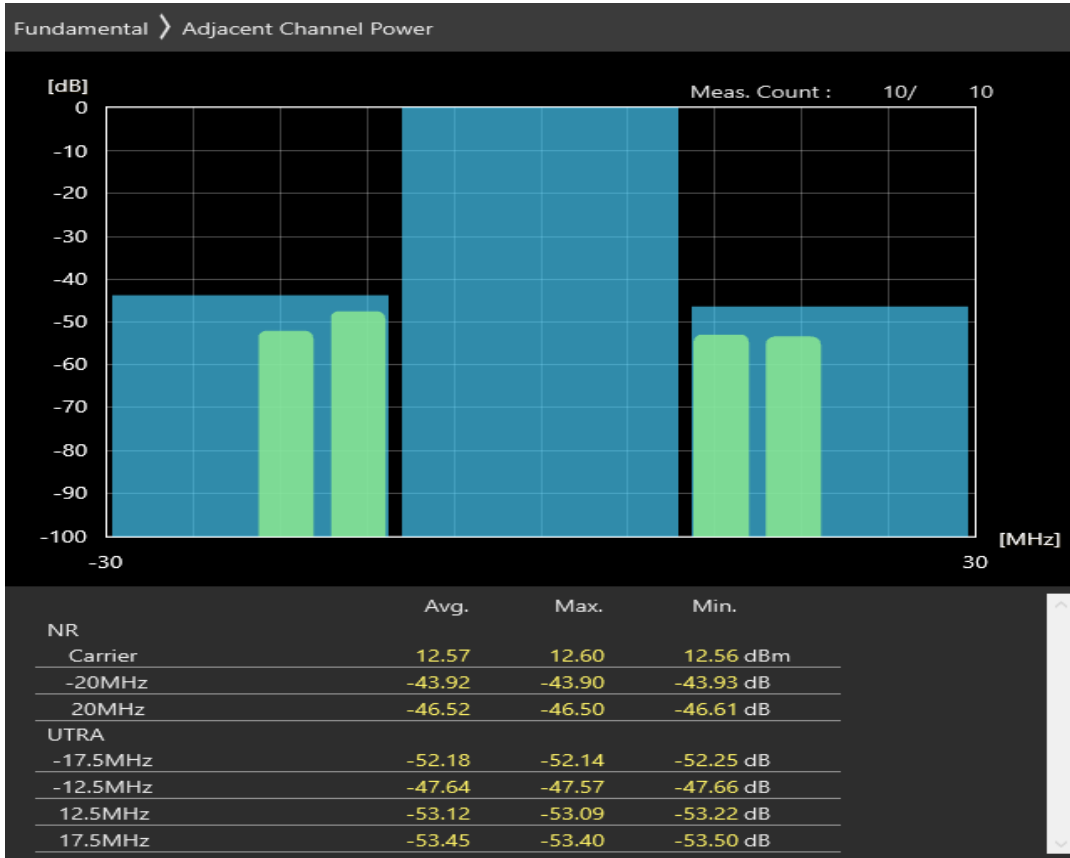 Fundamental ❭ Adjacent Channel Power
[dB]
Meas. Count : 10/ 10
0
-10
-20
-30
-40
-50
-60
-70
-80
-90
-100
[MHz]
-30 30
Avg. Max. Min.
NR
Carrier 12.57 12.60 12.56 dBm
-20MHz -43.92 -43.90 -43.93 dB
20MHz -46.52 -46.50 -46.61 dB
UTRA
-17.5MHz -52.18 -52.14 -52.25 dB
-12.5MHz -47.64 -47.57 -47.66 dB
12.5MHz -53.12 -53.09 -53.22 dB
17.5MHz -53.45 -53.40 -53.50 dB